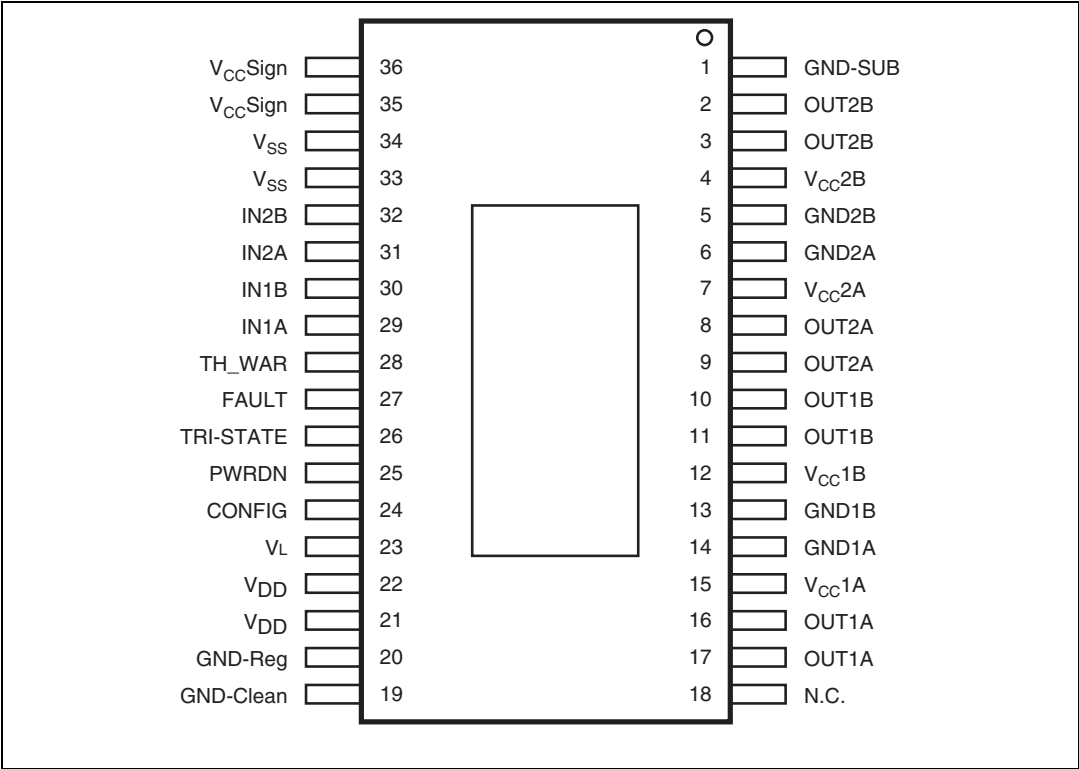 VCCSign 36 1 GND-SUB
VCCSign 35 2 OUT2B
VSS 34 3 OUT2B
VSS 33 4 VCC2B
IN2B 32 5 GND2B
IN2A 31 6 GND2A
IN1B 30 7 VCC2A
IN1A 29 8 OUT2A
TH_WAR 28 9 OUT2A
FAULT 27 10 OUT1B
TRI-STATE 26 11 OUT1B
PWRDN 25 12 VCC1B
CONFIG 24 13 GND1B
VL 23 14 GND1A
VDD 22 15 VCC1A
VDD 21 16 OUT1A
GND-Reg 20 17 OUT1A
GND-Clean 19 18 N.C.